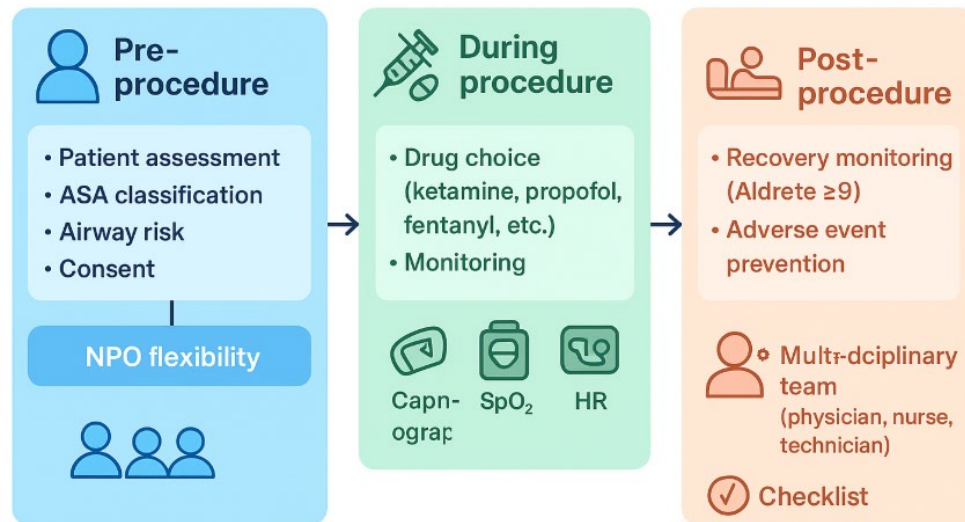 Pre-
procedure
• Patient assessment
• ASA classification
• Airway risk
• Consent
NPO flexibility
During
procedure
• Drug choice
(ketamine, propofol,
fentanyl, etc.)
• Monitoring
Capn-
ograp
SpO₂
HR
Post-
procedure
• Recovery monitoring
(Aldrete ≥9)
• Adverse event
prevention
Multr-dciplinary
team
(physician, nurse,
technician)
Checklist